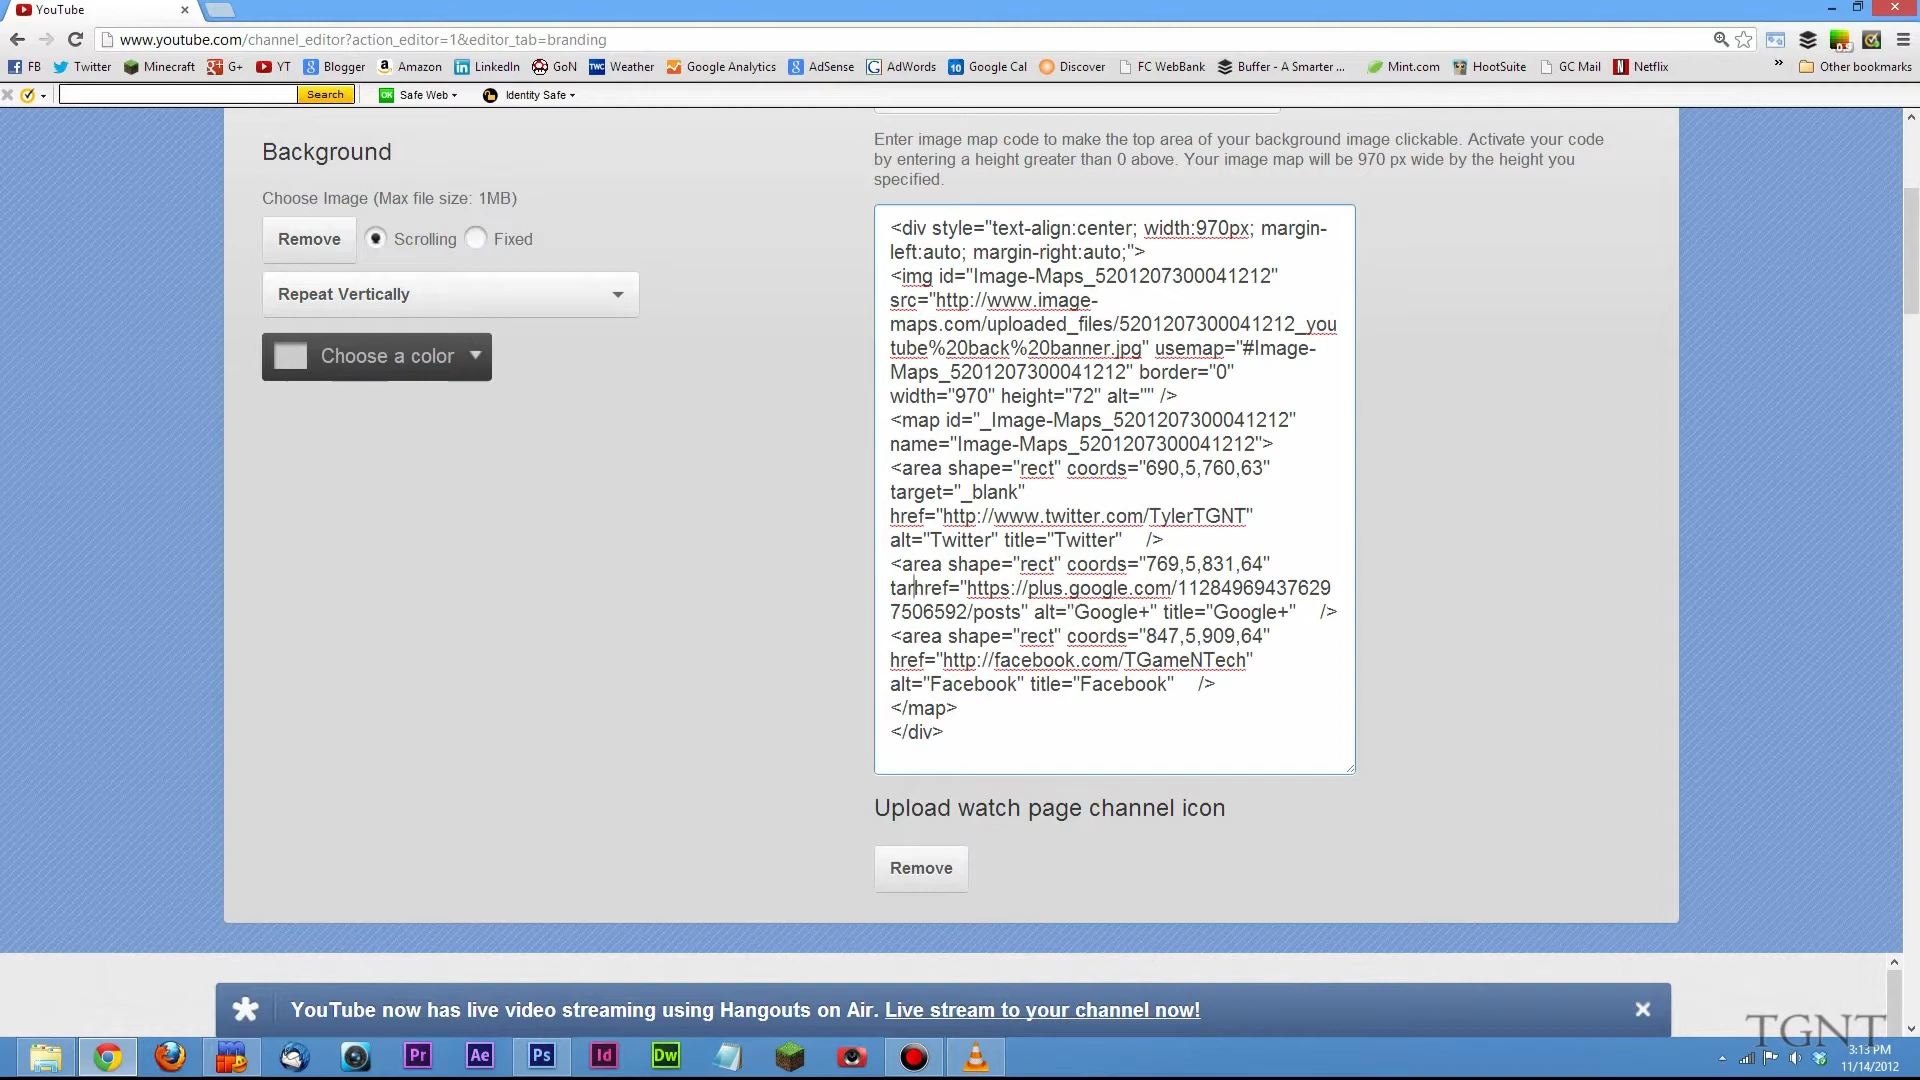 YouTube
www.youtube.com/channel_editor?action_editor=1&editor_tab=branding
FB Twitter Minecraft G+ YT Blogger Amazon LinkedIn GoN Weather Google Analytics AdSense AdWords Google Cal Discover FC WebBank Buffer - A Smarter ... Mint.com HootSuite GC Mail Netflix » Other bookmarks
Search Safe Web Identity Safe
Enter image map code to make the top area of your background image clickable. Activate your code
by entering a height greater than 0 above. Your image map will be 970 px wide by the height you
specified.
Background
Choose Image (Max file size: 1MB)
Remove Scrolling Fixed
Repeat Vertically
Choose a color
<div style="text-align:center; width:970px; margin-
left:auto; margin-right:auto;">
<img id="Image-Maps_5201207300041212"
src="http://www.image-
maps.com/uploaded_files/5201207300041212_you
tube%20back%20banner.jpg" usemap="#Image-
Maps_5201207300041212" border="0"
width="970" height="72" alt="" />
<map id="_Image-Maps_5201207300041212"
name="Image-Maps_5201207300041212">
<area shape="rect" coords="690,5,760,63"
target="_blank"
href="http://www.twitter.com/TylerTGNT"
alt="Twitter" title="Twitter"    />
<area shape="rect" coords="769,5,831,64"
tarhref="https://plus.google.com/11284969437629
7506592/posts" alt="Google+" title="Google+"    />
<area shape="rect" coords="847,5,909,64"
href="http://facebook.com/TGameNTech"
alt="Facebook" title="Facebook"    />
</map>
</div>
Upload watch page channel icon
Remove
YouTube now has live video streaming using Hangouts on Air. Live stream to your channel now!
TGNT
Pr Ae Ps Id Dw
3:13 PM
11/14/2012